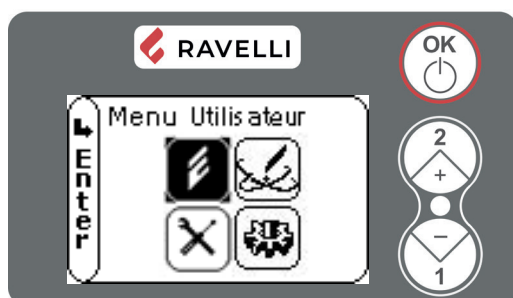 RAVELLI
OK
Menu Utilisateur
Enter
2
+
−
1